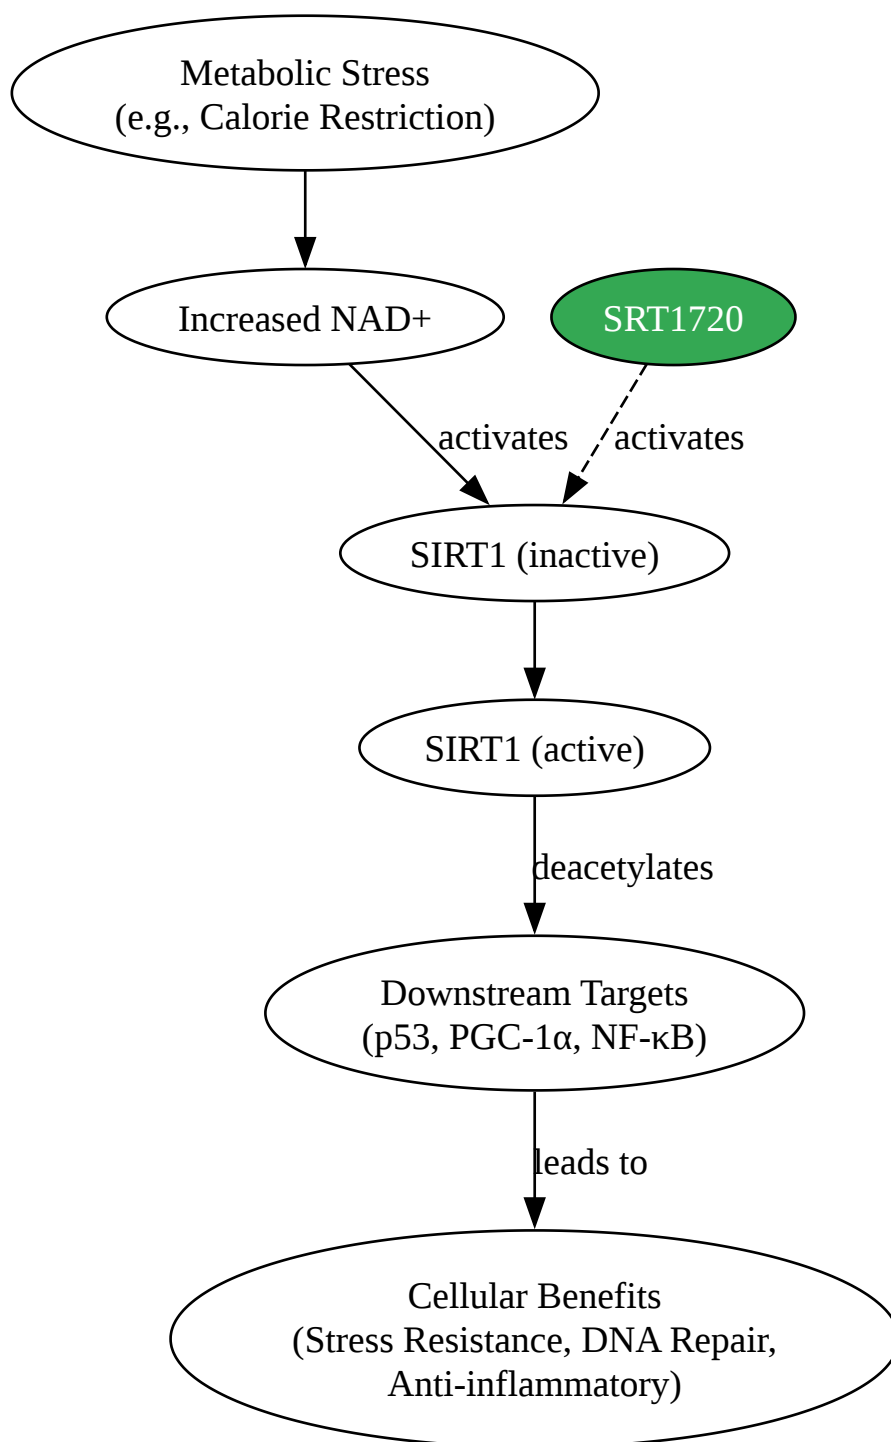 Metabolic Stress
(e.g., Calorie Restriction)
Increased NAD+
SRT1720
activates
activates
SIRT1 (inactive)
SIRT1 (active)
deacetylates
Downstream Targets
(p53, PGC-1α, NF-κB)
leads to
Cellular Benefits
(Stress Resistance, DNA Repair,
Anti-inflammatory)